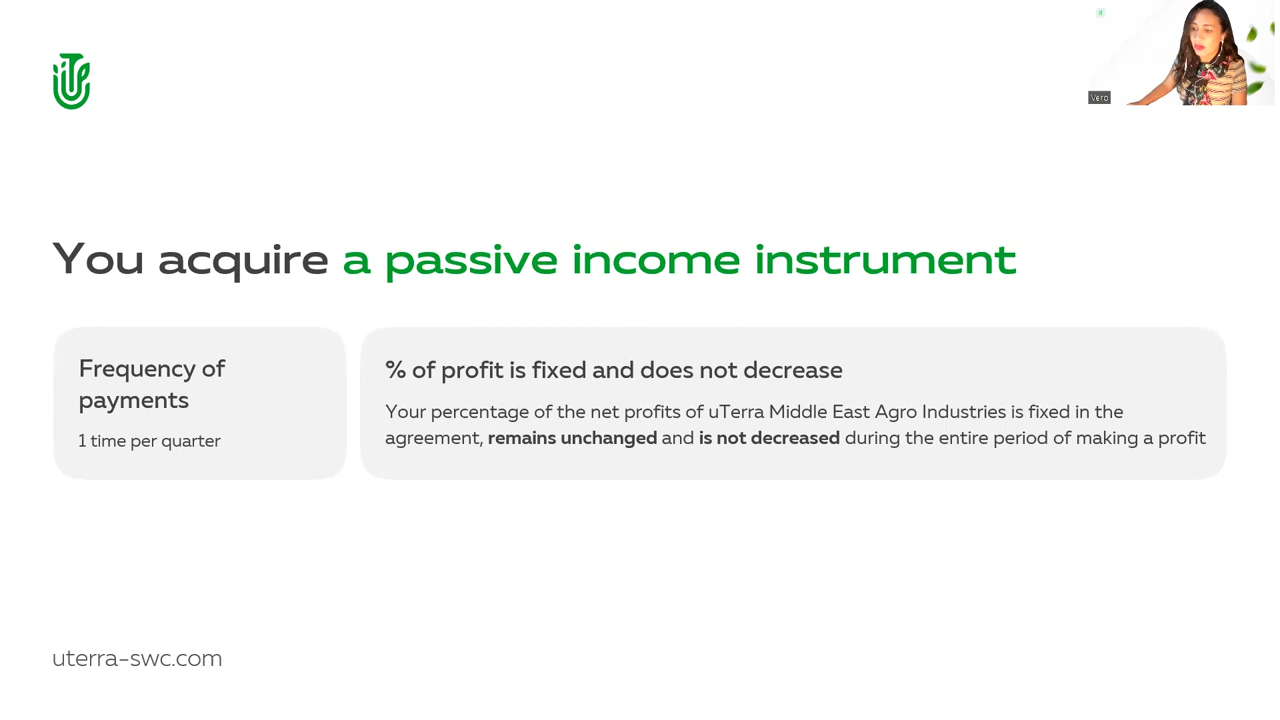 Vero
You acquire a passive income instrument
Frequency of
payments
1 time per quarter
% of profit is fixed and does not decrease
Your percentage of the net profits of uTerra Middle East Agro Industries is fixed in the
agreement, remains unchanged and is not decreased during the entire period of making a profit
uterra-swc.com